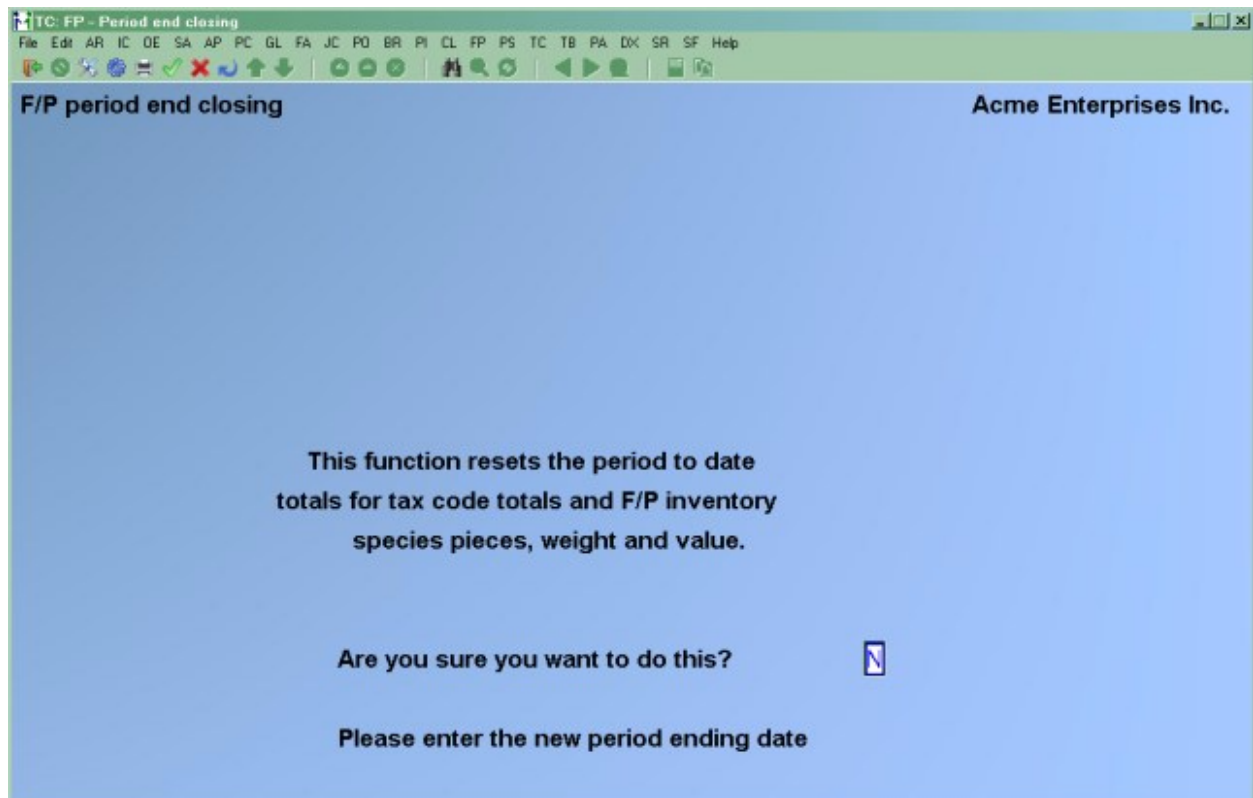 TC: FP - Period end closing
File Edit AR IC OE SA AP PC GL FA JC PO BR PI CL FP PS TC TB PA DX SR SF Help
F/P period end closing
Acme Enterprises Inc.
This function resets the period to date
totals for tax code totals and F/P inventory
species pieces, weight and value.
Are you sure you want to do this? N
Please enter the new period ending date